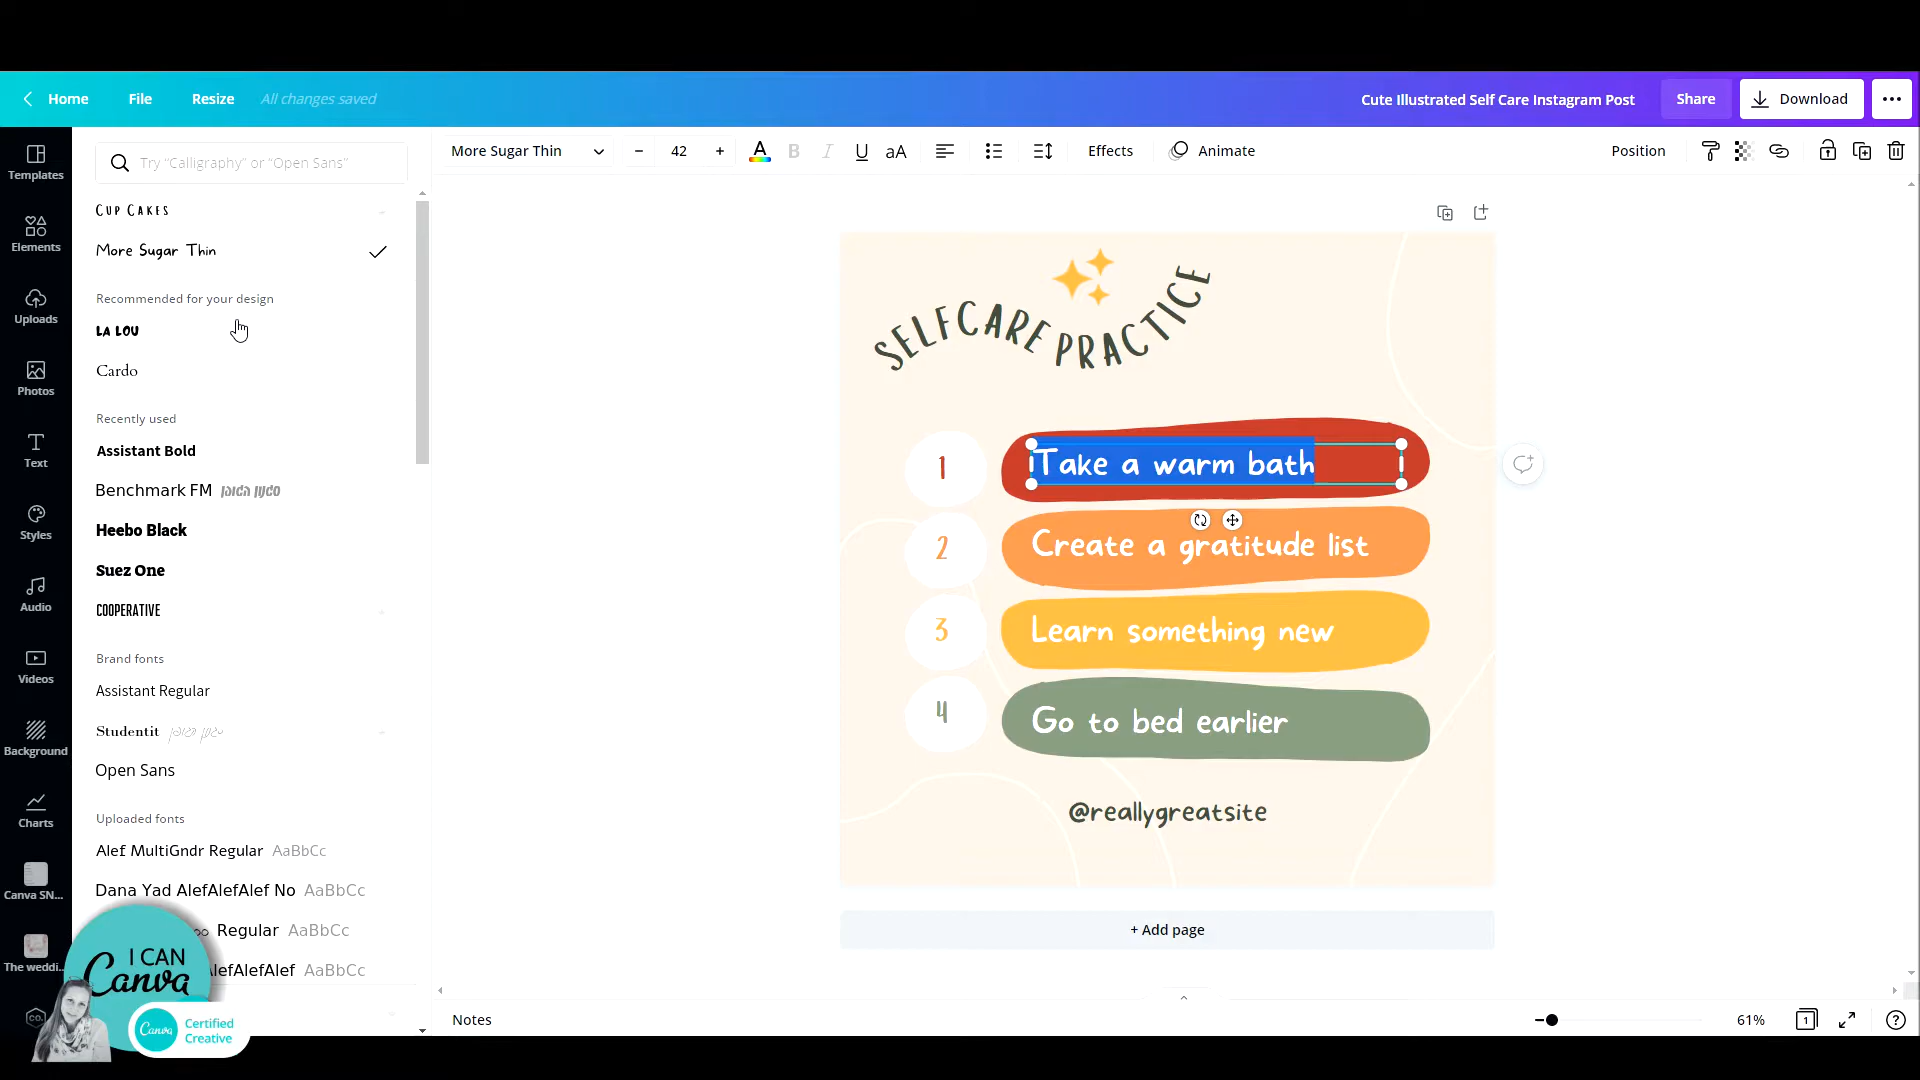 Home File Resize All changes saved Cute Illustrated Self Care Instagram Post Share Download
Templates
Elements
Uploads
Photos
Text
Styles
Audio
Videos
Background
Charts
Canva SN...
The weddi...
Try "Calligraphy" or "Open Sans"
CUP CAKES
More Sugar Thin
Recommended for your design
LA LOU
Cardo
Recently used
Assistant Bold
Benchmark FM
Heebo Black
Suez One
COOPERATIVE
Brand fonts
Assistant Regular
Studentit
Open Sans
Uploaded fonts
Alef MultiGndr Regular AaBbCc
Dana Yad AlefAlefAlef No AaBbCc
Regular AaBbCc
AaBbCc
I CAN
Canva
Canva Certified
Creative
More Sugar Thin 42 A B I U aA Effects Animate Position
SELFCARE PRACTICE
1 Take a warm bath
2 Create a gratitude list
3 Learn something new
4 Go to bed earlier
@reallygreatsite
+ Add page
Notes 61% 1 ?